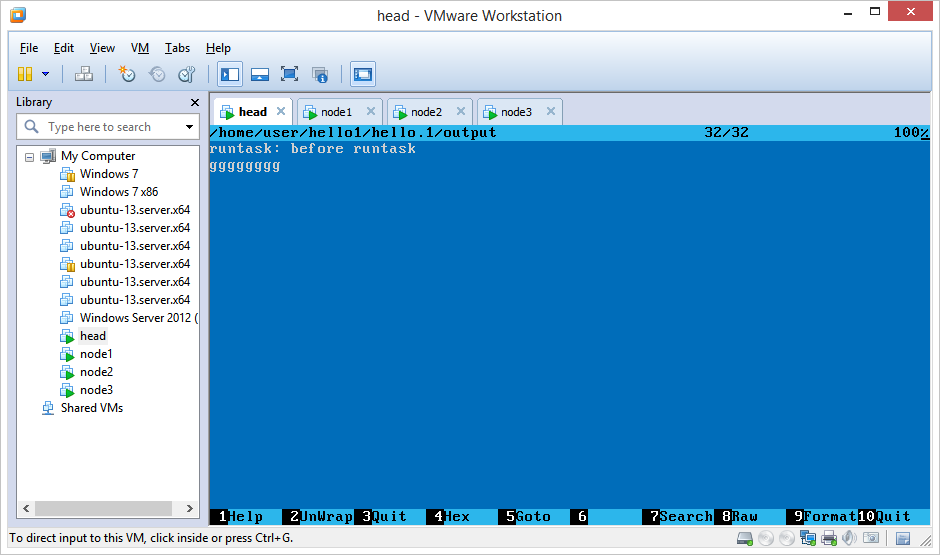 head - VMware Workstation
File Edit View VM Tabs Help
Library
Type here to search
My Computer
Windows 7
Windows 7 x86
ubuntu-13.server.x64
ubuntu-13.server.x64
ubuntu-13.server.x64
ubuntu-13.server.x64
ubuntu-13.server.x64
ubuntu-13.server.x64
Windows Server 2012 (
head
node1
node2
node3
Shared VMs
head node1 node2 node3
/home/user/hello1/hello.1/output 32/32 100%
runtask: before runtask
gggggggg
1Help 2UnWrap 3Quit 4Hex 5Goto 6 7Search 8Raw 9Format 10Quit
To direct input to this VM, click inside or press Ctrl+G.